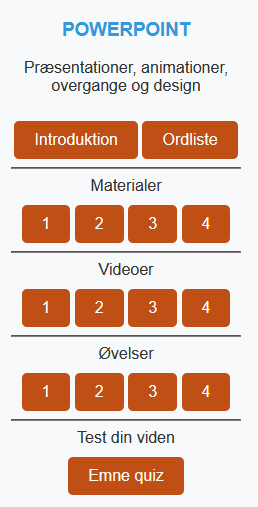 POWERPOINT
Præsentationer, animationer,
overgange og design
Introduktion Ordliste
Materialer
1 2 3 4
Videoer
1 2 3 4
Øvelser
1 2 3 4
Test din viden
Emne quiz